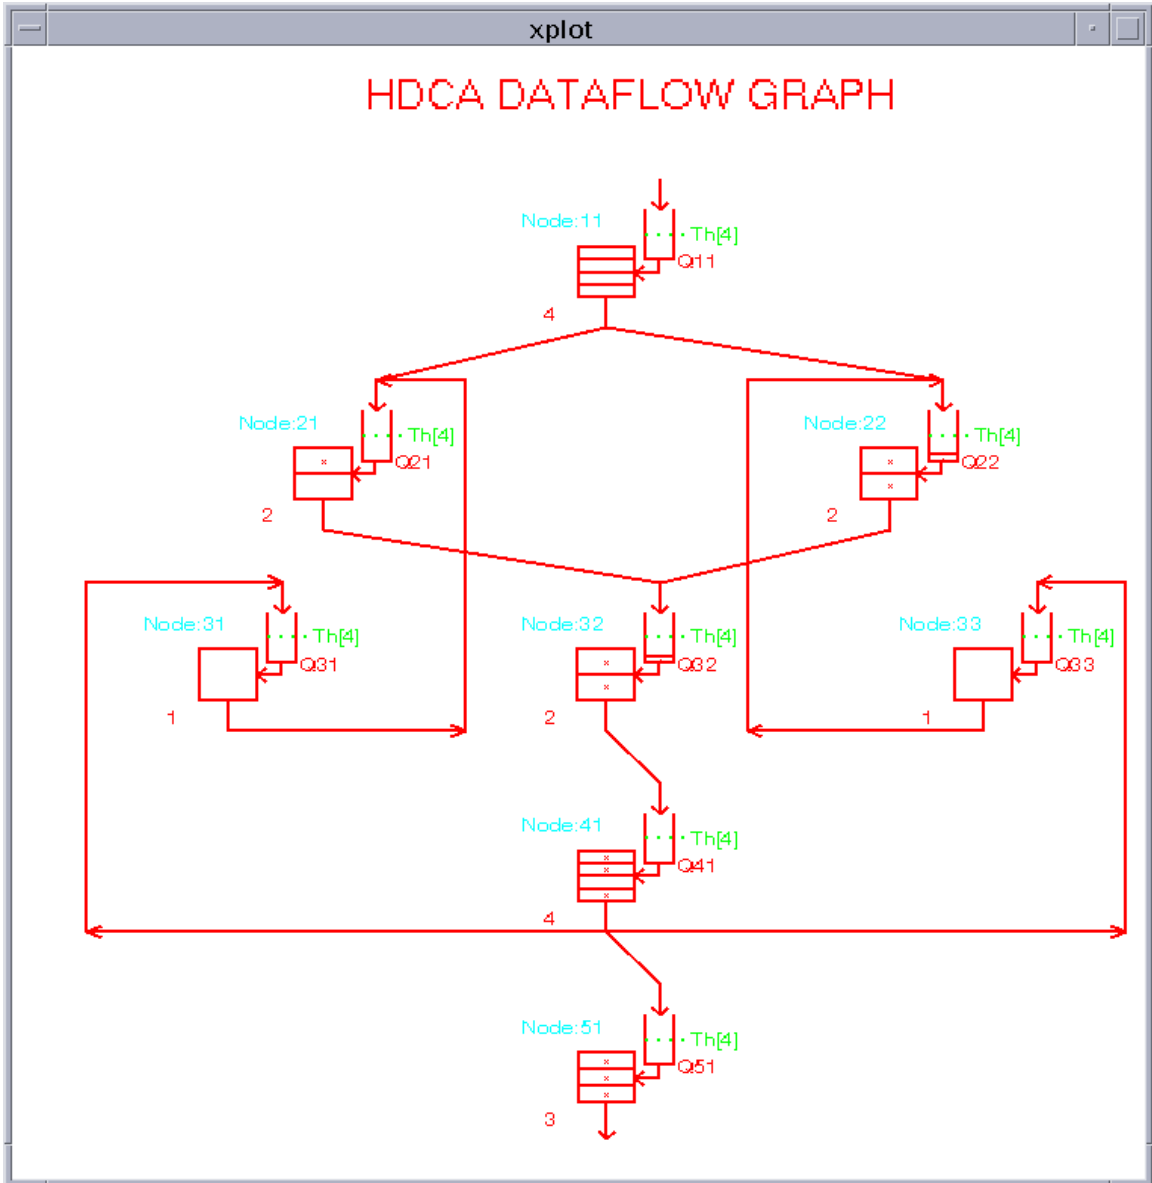 xplot
HDCA DATAFLOW GRAPH
Node:11
Th[4]
Q11
4
Node:21
Th[4]
Q21
2
Node:22
Th[4]
Q22
2
Node:31
Th[4]
Q31
1
Node:32
Th[4]
Q32
2
Node:33
Th[4]
Q33
1
Node:41
Th[4]
Q41
4
Node:51
Th[4]
Q51
3